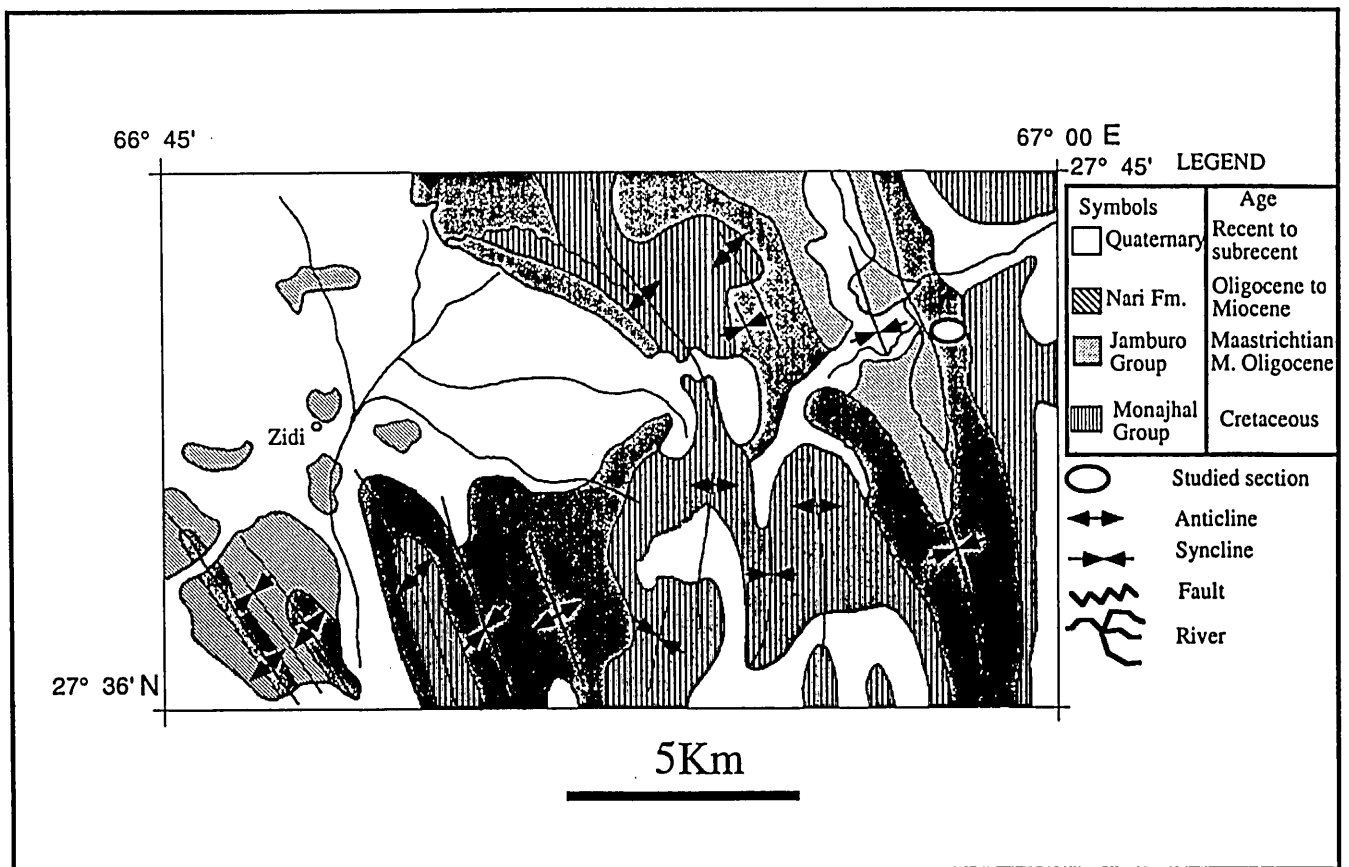 66° 45'
67° 00 E
27° 45'
LEGEND
Symbols
Age
Quaternary
Recent to
subrecent
Nari Fm.
Oligocene to
Miocene
Jamburo
Group
Maastrichtian
M. Oligocene
Monajhal
Group
Cretaceous
Studied section
Anticline
Syncline
Fault
River
Zidi
27° 36' N
5Km